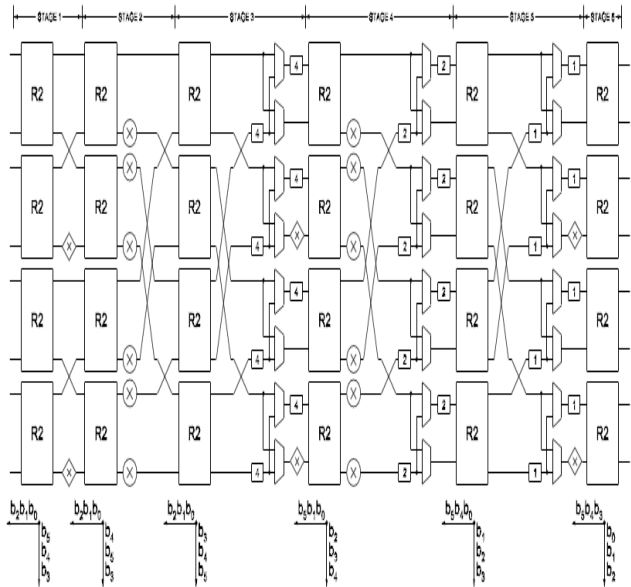 STAGE 1 STAGE 2 STAGE 3 STAGE 4 STAGE 5 STAGE 6
4 2 1
R2 R2 R2 R2 R2 R2
4 2 1
4 2 1
R2 R2 R2 R2 R2 R2
4 2 1
4 2 1
R2 R2 R2 R2 R2 R2
4 2 1
4 2 1
R2 R2 R2 R2 R2 R2
4 2 1
b₂b₁b₀ b₂b₁b₀ b₂b₁b₀ b₅b₁b₀ b₅b₄b₀ b₅b₄b₃
b₅ b₄ b₃ b₂ b₁ b₀
b₄ b₅ b₄ b₃ b₂ b₁
b₃ b₃ b₅ b₄ b₃ b₂